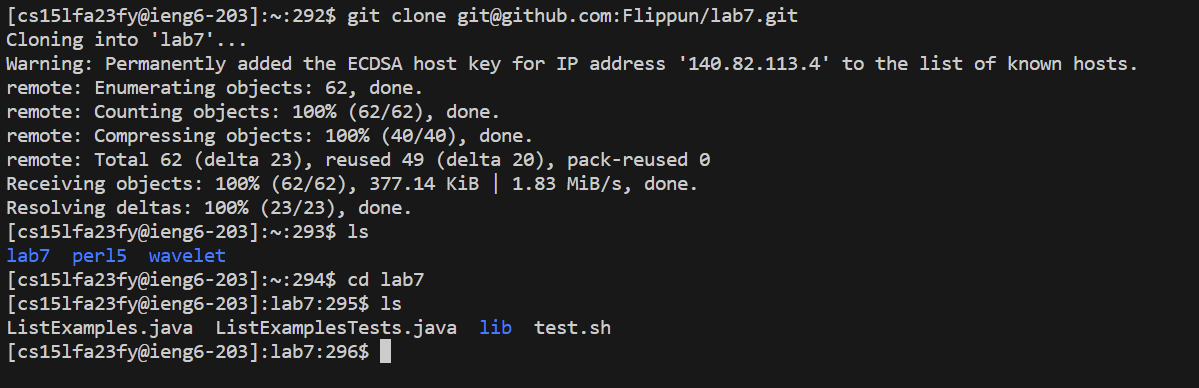 [cs15lfa23fy@ieng6-203]:~:292$ git clone git@github.com:Flippun/lab7.git
Cloning into 'lab7'...
Warning: Permanently added the ECDSA host key for IP address '140.82.113.4' to the list of known hosts.
remote: Enumerating objects: 62, done.
remote: Counting objects: 100% (62/62), done.
remote: Compressing objects: 100% (40/40), done.
remote: Total 62 (delta 23), reused 49 (delta 20), pack-reused 0
Receiving objects: 100% (62/62), 377.14 KiB | 1.83 MiB/s, done.
Resolving deltas: 100% (23/23), done.
[cs15lfa23fy@ieng6-203]:~:293$ ls
lab7  perl5  wavelet
[cs15lfa23fy@ieng6-203]:~:294$ cd lab7
[cs15lfa23fy@ieng6-203]:lab7:295$ ls
ListExamples.java  ListExamplesTests.java  lib  test.sh
[cs15lfa23fy@ieng6-203]:lab7:296$